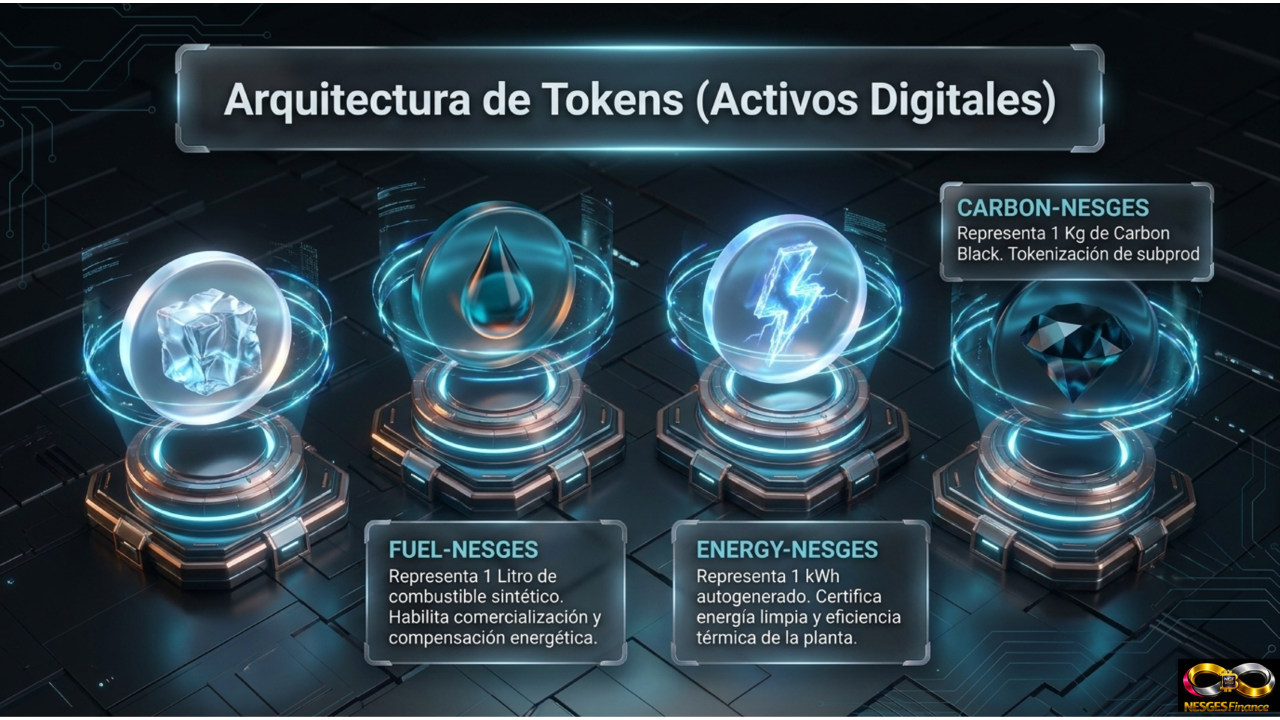 Arquitectura de Tokens (Activos Digitales)
CARBON-NESGES
Representa 1 Kg de Carbon
Black. Tokenización de subprod
FUEL-NESGES
Representa 1 Litro de
combustible sintético.
Habilita comercialización y
compensación energética.
ENERGY-NESGES
Representa 1 kWh
autogenerado. Certifica
energía limpia y eficiencia
térmica de la planta.
NESGES Finance